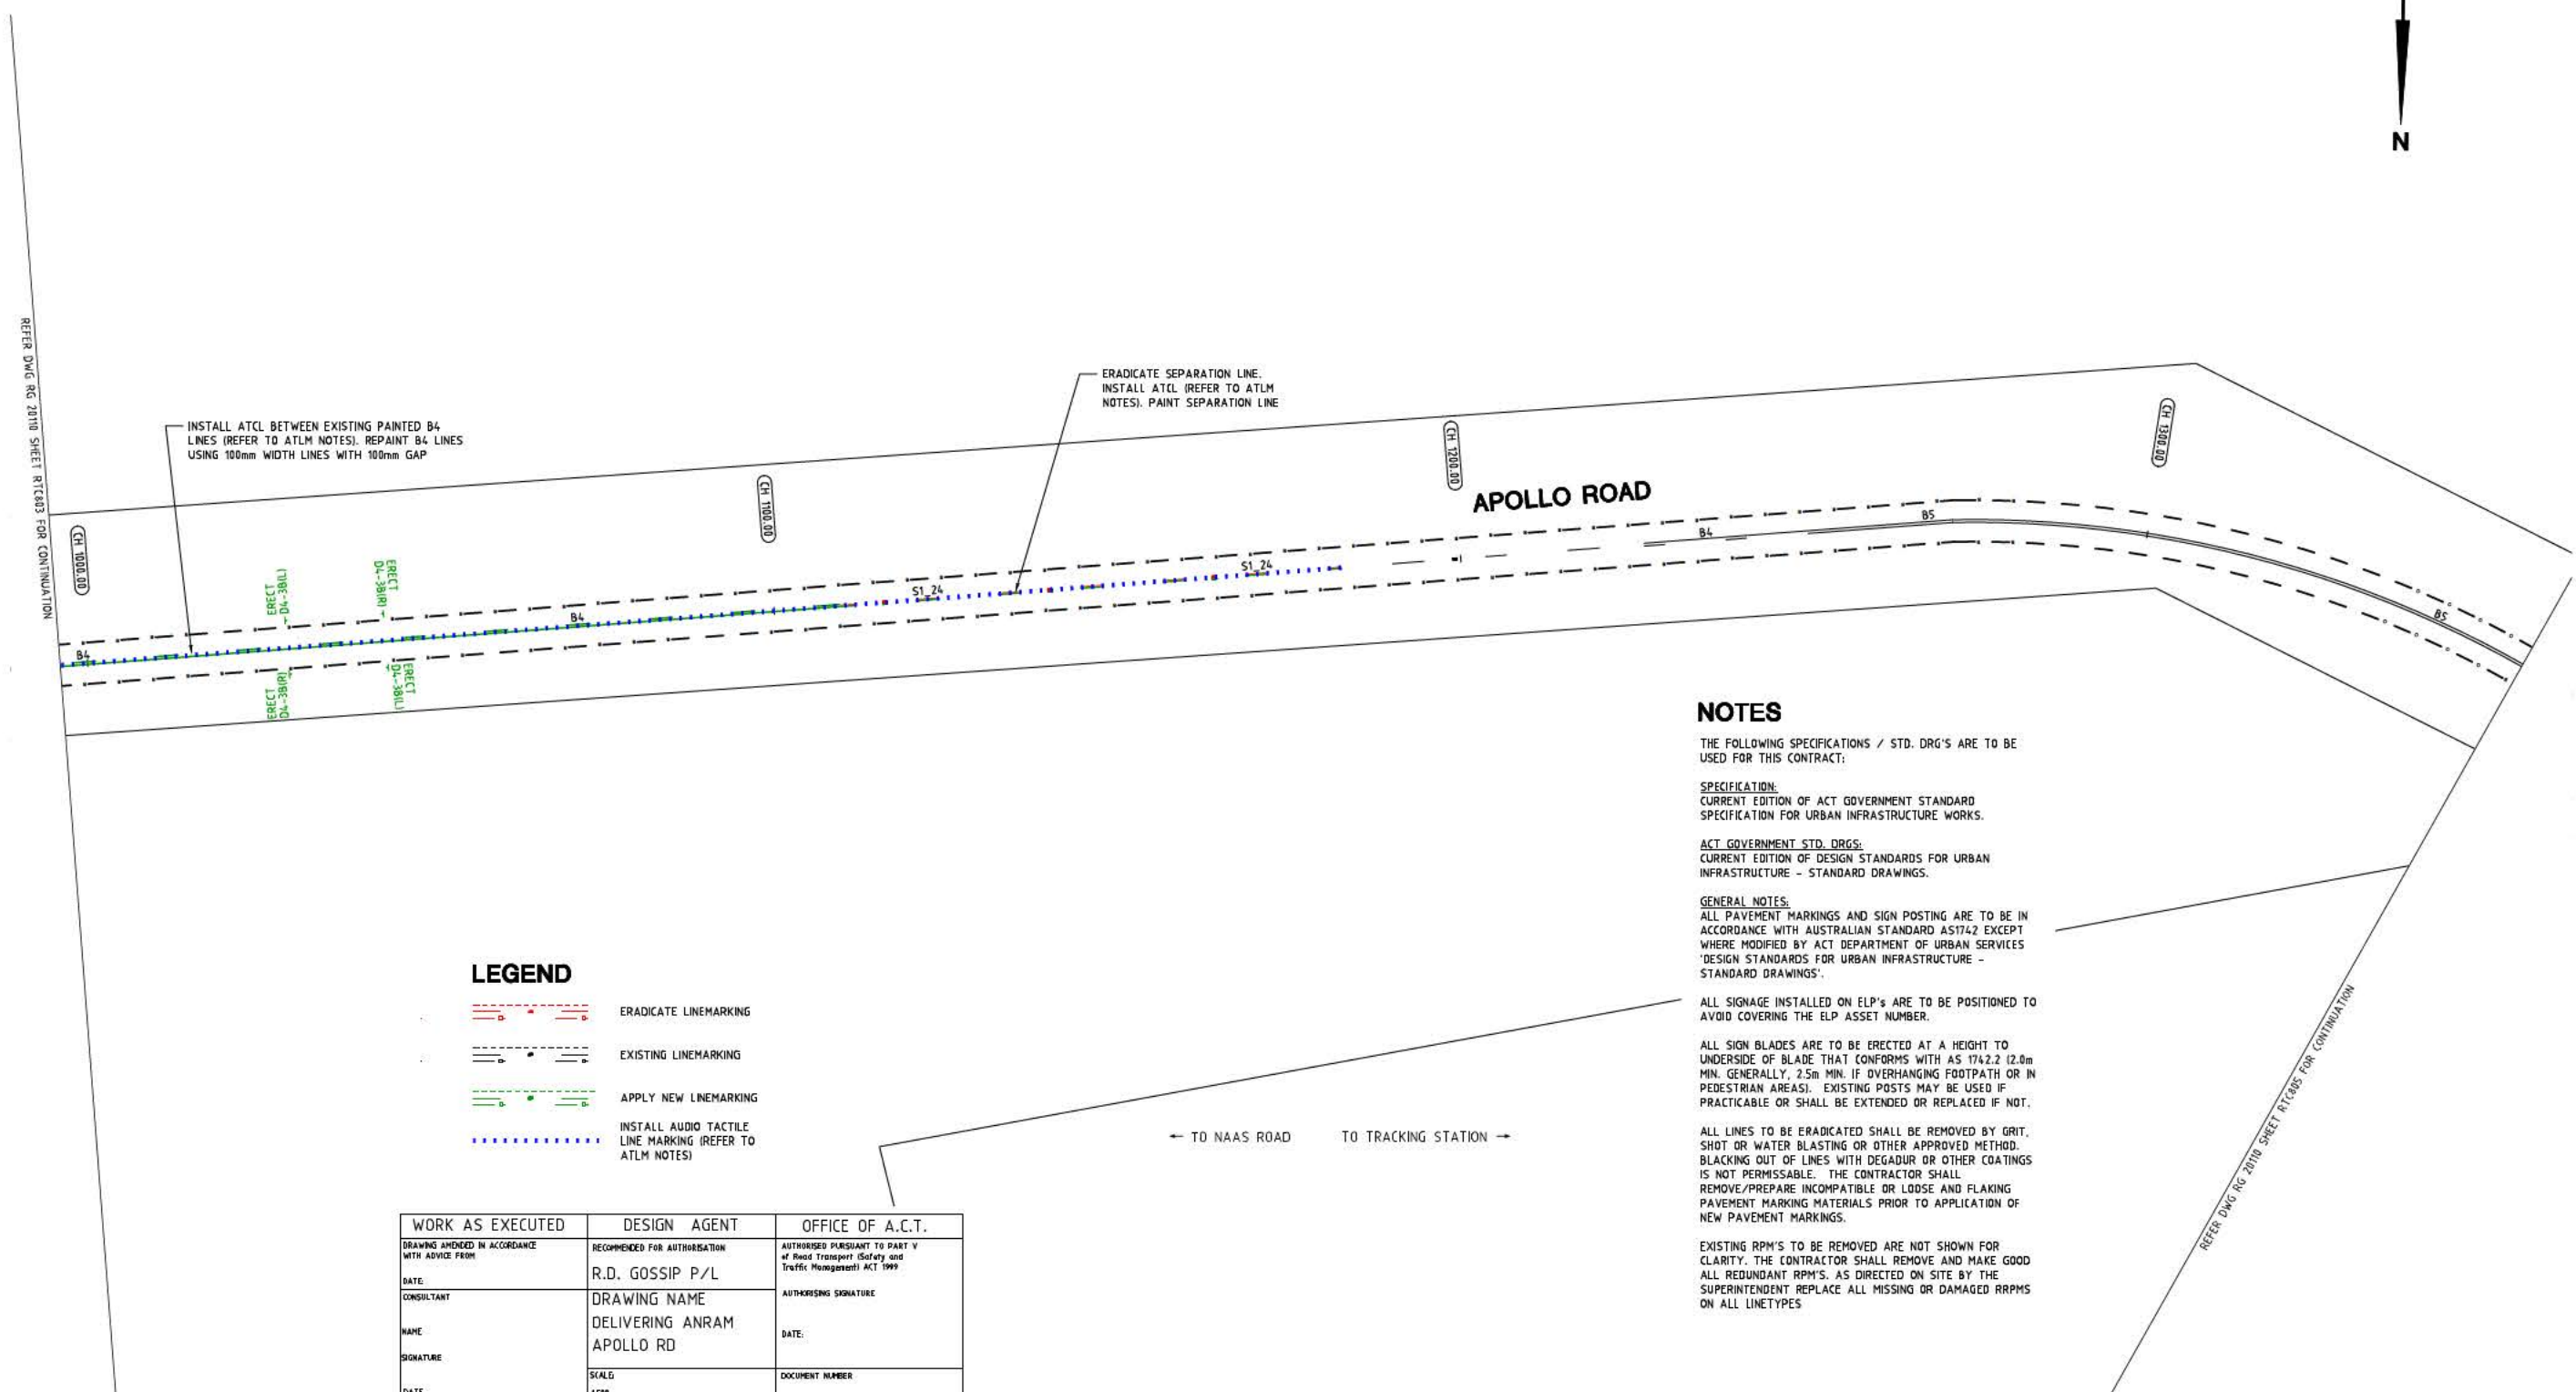 N
REFER DWG RG 20110 SHEET RTC803 FOR CONTINUATION
INSTALL ATCL BETWEEN EXISTING PAINTED B4
LINES (REFER TO ATLM NOTES). REPAINT B4 LINES
USING 100mm WIDTH LINES WITH 100mm GAP
ERADICATE SEPARATION LINE.
INSTALL ATCL (REFER TO ATLM
NOTES). PAINT SEPARATION LINE
CH 1000.00
CH 1100.00
CH 1200.00
CH 1300.00
APOLLO ROAD
ERECT
D4-3B(L)
ERECT
D4-3B(R)
B4
B4
S1_24
S1_24
B4
B5
B5
ERECT
D4-3B(R)
ERECT
D4-3B(L)
LEGEND
ERADICATE LINEMARKING
EXISTING LINEMARKING
APPLY NEW LINEMARKING
INSTALL AUDIO TACTILE
LINE MARKING (REFER TO
ATLM NOTES)
← TO NAAS ROAD
TO TRACKING STATION →
NOTES
THE FOLLOWING SPECIFICATIONS / STD. DRG'S ARE TO BE
USED FOR THIS CONTRACT:
SPECIFICATION:
CURRENT EDITION OF ACT GOVERNMENT STANDARD
SPECIFICATION FOR URBAN INFRASTRUCTURE WORKS.
ACT GOVERNMENT STD. DRGS:
CURRENT EDITION OF DESIGN STANDARDS FOR URBAN
INFRASTRUCTURE - STANDARD DRAWINGS.
GENERAL NOTES:
ALL PAVEMENT MARKINGS AND SIGN POSTING ARE TO BE IN
ACCORDANCE WITH AUSTRALIAN STANDARD AS1742 EXCEPT
WHERE MODIFIED BY ACT DEPARTMENT OF URBAN SERVICES
'DESIGN STANDARDS FOR URBAN INFRASTRUCTURE -
STANDARD DRAWINGS'.
ALL SIGNAGE INSTALLED ON ELP's ARE TO BE POSITIONED TO
AVOID COVERING THE ELP ASSET NUMBER.
ALL SIGN BLADES ARE TO BE ERECTED AT A HEIGHT TO
UNDERSIDE OF BLADE THAT CONFORMS WITH AS 1742.2 (2.0m
MIN. GENERALLY, 2.5m MIN. IF OVERHANGING FOOTPATH OR IN
PEDESTRIAN AREAS). EXISTING POSTS MAY BE USED IF
PRACTICABLE OR SHALL BE EXTENDED OR REPLACED IF NOT.
ALL LINES TO BE ERADICATED SHALL BE REMOVED BY GRIT,
SHOT OR WATER BLASTING OR OTHER APPROVED METHOD.
BLACKING OUT OF LINES WITH DEGADUR OR OTHER COATINGS
IS NOT PERMISSABLE. THE CONTRACTOR SHALL
REMOVE/PREPARE INCOMPATIBLE OR LOOSE AND FLAKING
PAVEMENT MARKING MATERIALS PRIOR TO APPLICATION OF
NEW PAVEMENT MARKINGS.
EXISTING RPM'S TO BE REMOVED ARE NOT SHOWN FOR
CLARITY. THE CONTRACTOR SHALL REMOVE AND MAKE GOOD
ALL REDUNDANT RPM'S. AS DIRECTED ON SITE BY THE
SUPERINTENDENT REPLACE ALL MISSING OR DAMAGED RRPMS
ON ALL LINETYPES
REFER DWG RG 20110 SHEET RTC805 FOR CONTINUATION
WORK AS EXECUTED
DRAWING AMENDED IN ACCORDANCE
WITH ADVICE FROM
DATE:
CONSULTANT
NAME
SIGNATURE
DATE
DESIGN AGENT
RECOMMENDED FOR AUTHORISATION
R.D. GOSSIP P/L
DRAWING NAME
DELIVERING ANRAM
APOLLO RD
SCALE
OFFICE OF A.C.T.
AUTHORISED PURSUANT TO PART V
of Road Transport (Safety and
Traffic Management) ACT 1999
AUTHORISING SIGNATURE
DATE:
DOCUMENT NUMBER